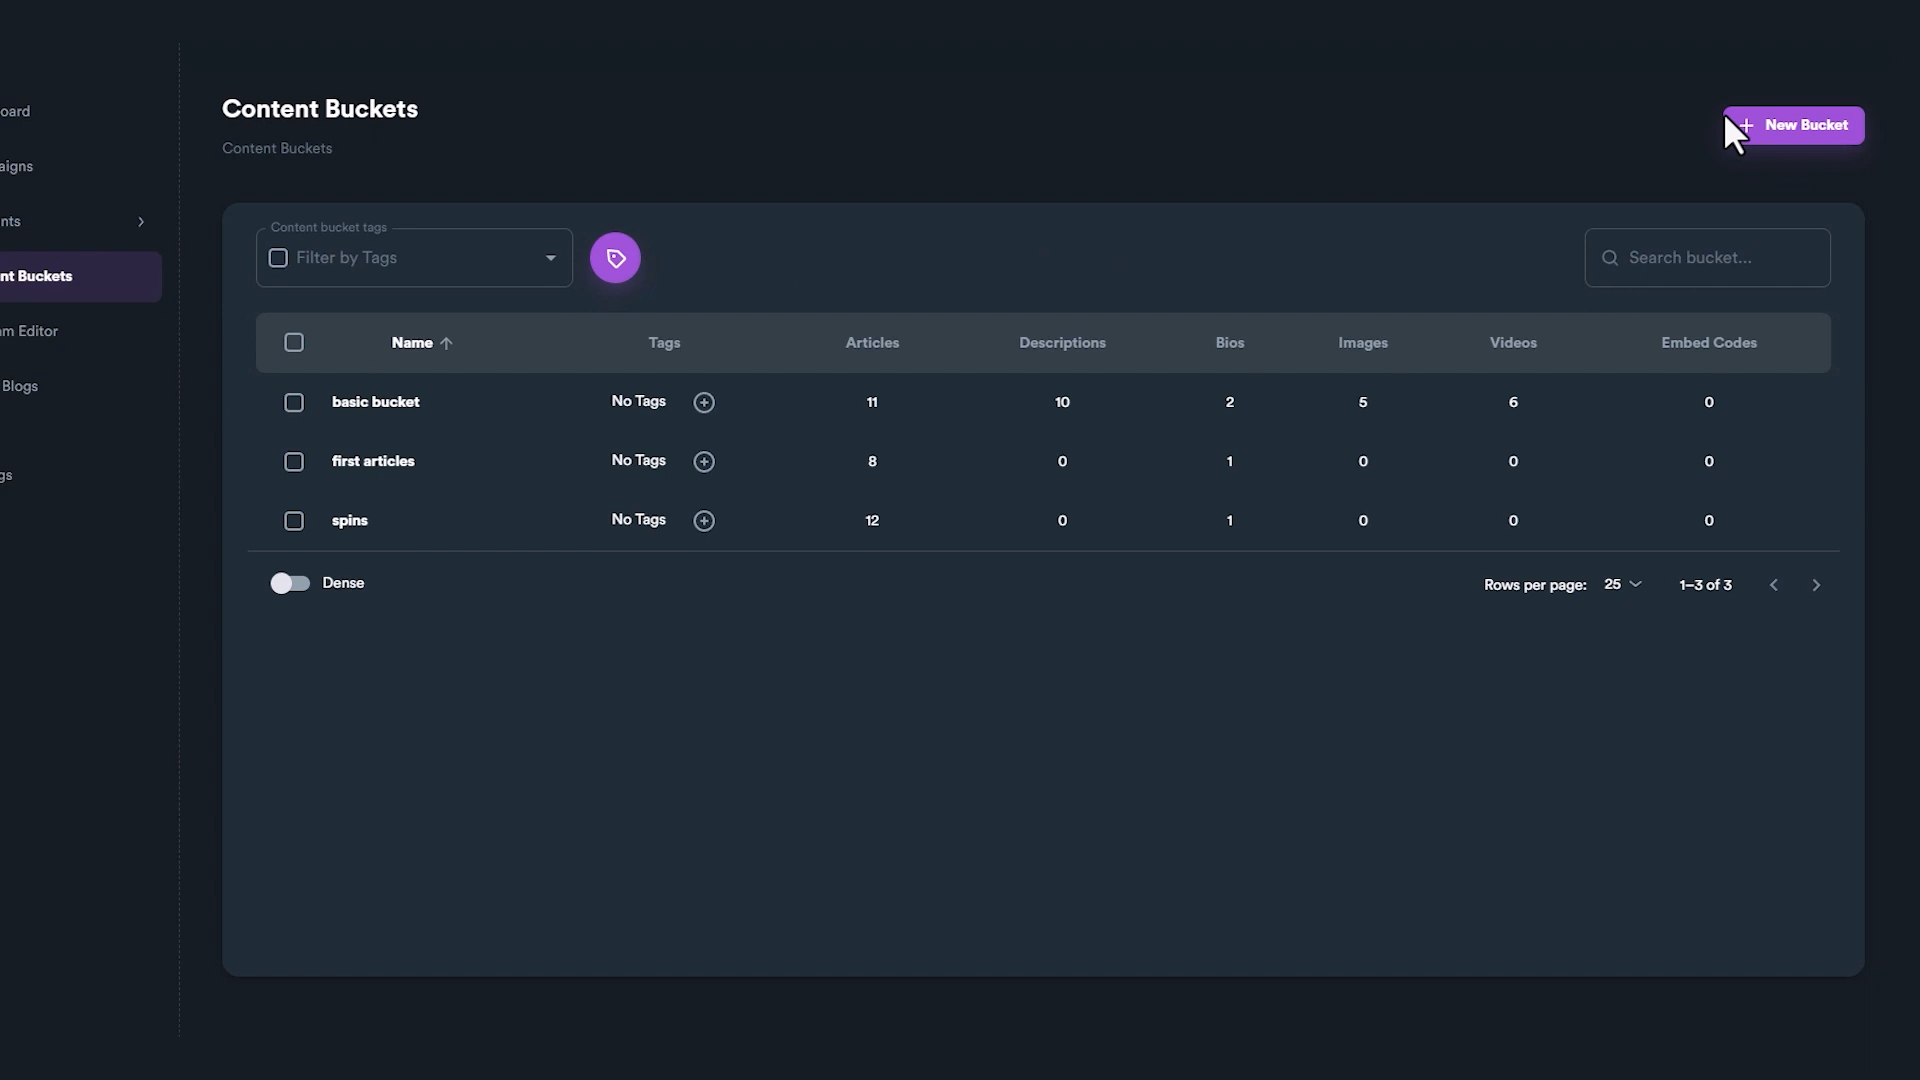 Content Buckets
Content Buckets
New Bucket
oard
aigns
nts
nt Buckets
am Editor
Blogs
gs
Content bucket tags
Filter by Tags
Search bucket...
Name Tags Articles Descriptions Bios Images Videos Embed Codes
basic bucket No Tags 11 10 2 5 6 0
first articles No Tags 8 0 1 0 0 0
spins No Tags 12 0 1 0 0 0
Dense
Rows per page: 25 1–3 of 3